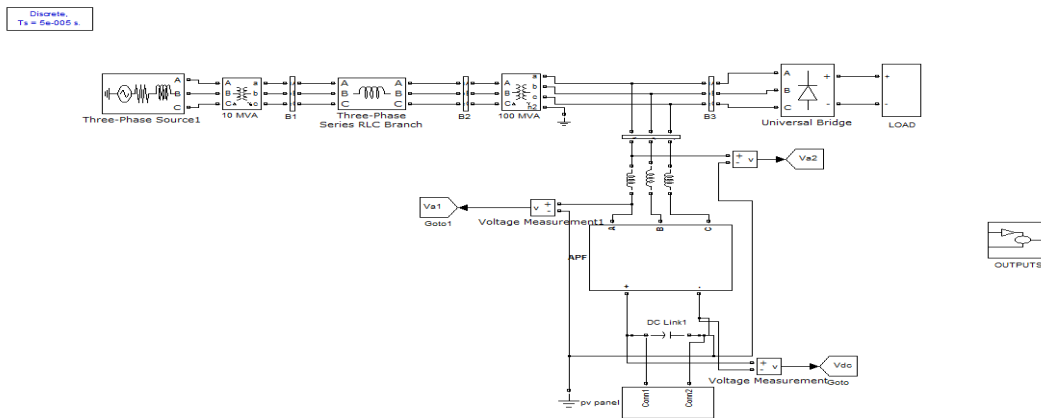 Discrete,
Ts = 5e-005 s.
A
B
C
Three-Phase Source1
A
B
C
a
b
c
10 MVA
B1
A
B
C
A
B
C
Three-Phase
Series RLC Branch
B2
A
B
C
a
b
c
n2
100 MVA
B3
A
B
C
+
-
Universal Bridge
+
-
LOAD
+
-
v
Va2
Va1
Goto1
v
+
-
Voltage Measurement1
A
B
C
APF
+
-
DC Link1
+
-
v
Vdc
Goto
Voltage Measurement
Conn1
Conn2
pv panel
OUTPUTS